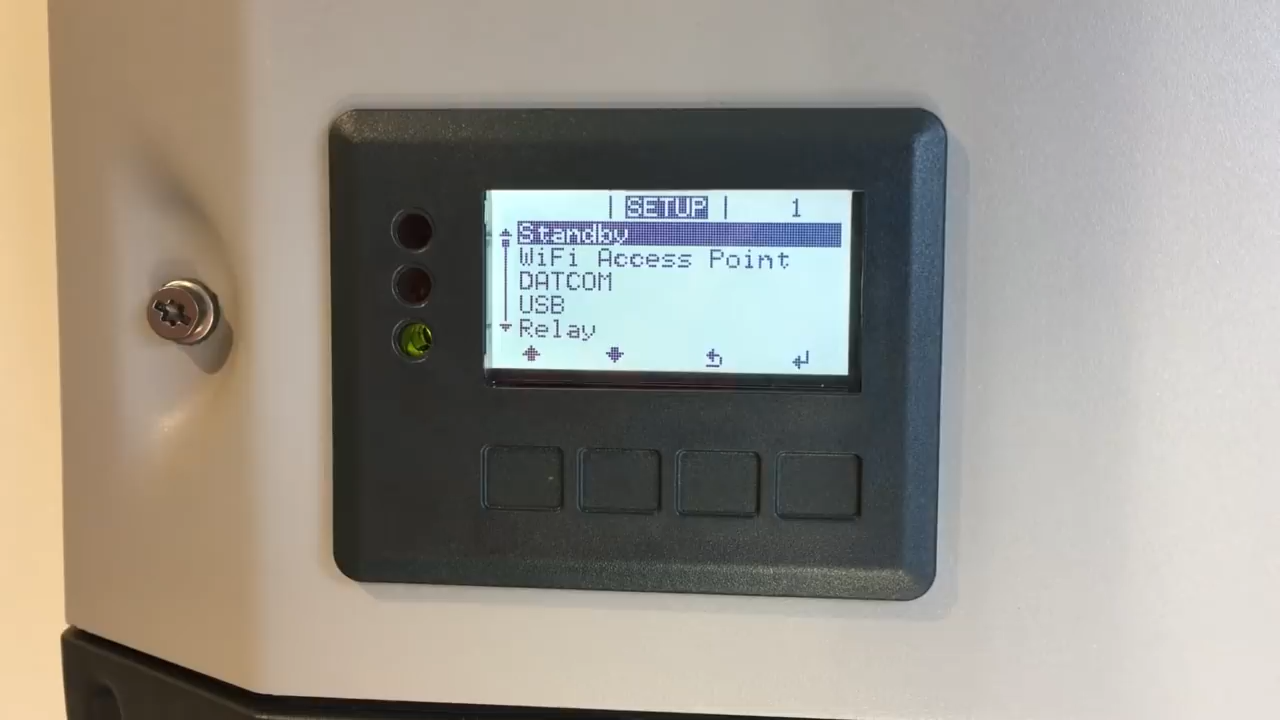 SETUP 1
Standby
WiFi Access Point
DATCOM
USB
Relay